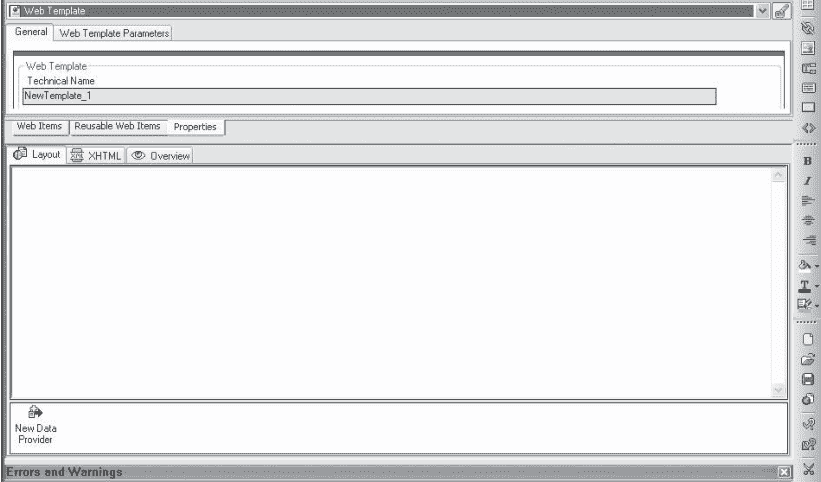 Web Template
General Web Template Parameters
Web Template
Technical Name
NewTemplate_1
Web Items Reusable Web Items Properties
Layout XHTML Overview
New Data
Provider
Errors and Warnings
B
I
T